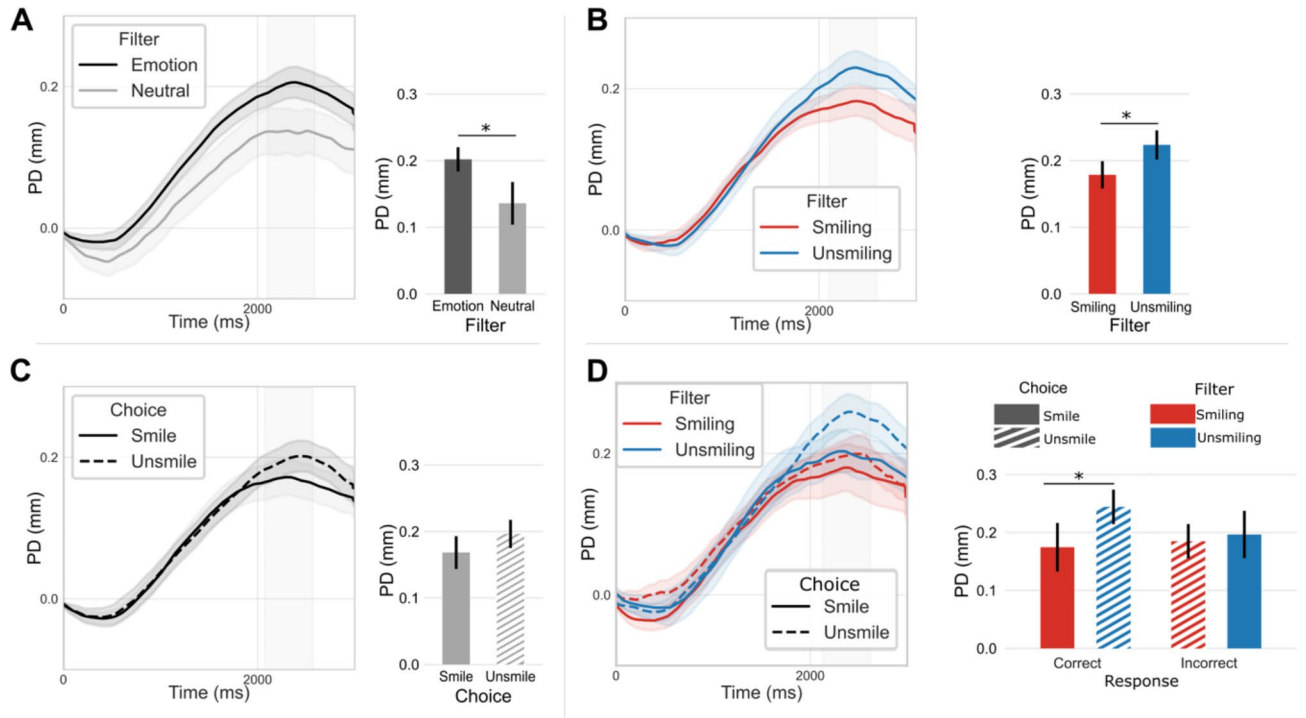 A
Filter
Emotion
Neutral
PD (mm)
0.2
0.0
0
2000
Time (ms)
PD (mm)
0.3
0.2
0.1
0.0
*
Emotion Neutral
Filter
B
PD (mm)
0.2
0.0
Filter
Smiling
Unsmiling
0
2000
Time (ms)
PD (mm)
0.3
0.2
0.1
0.0
*
Smiling Unsmiling
Filter
C
Choice
Smile
Unsmile
PD (mm)
0.2
0.0
0
2000
Time (ms)
PD (mm)
0.3
0.2
0.1
0.0
Smile Unsmile
Choice
D
Filter
Smiling
Unsmiling
PD (mm)
0.2
0.0
Choice
Smile
Unsmile
2000
Time (ms)
Choice
Smile
Unsmile
Filter
Smiling
Unsmiling
PD (mm)
0.3
0.2
0.1
0.0
*
Correct Incorrect
Response